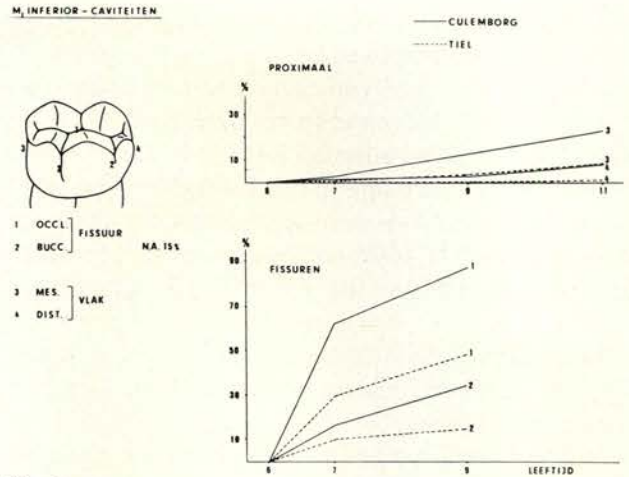 M1 INFERIOR - CAVITEITEN
CULEMBORG
TIEL
PROXIMAAL
%
30
10
3
3
4
4
6
7
9
11
1
2
2
3
4
1 OCCL.
2 BUCC.
FISSUUR
N.A. 15%
3 MES.
4 DIST.
VLAK
%
FISSUREN
90
70
50
30
10
1
1
2
2
6
7
9
LEEFTIJD